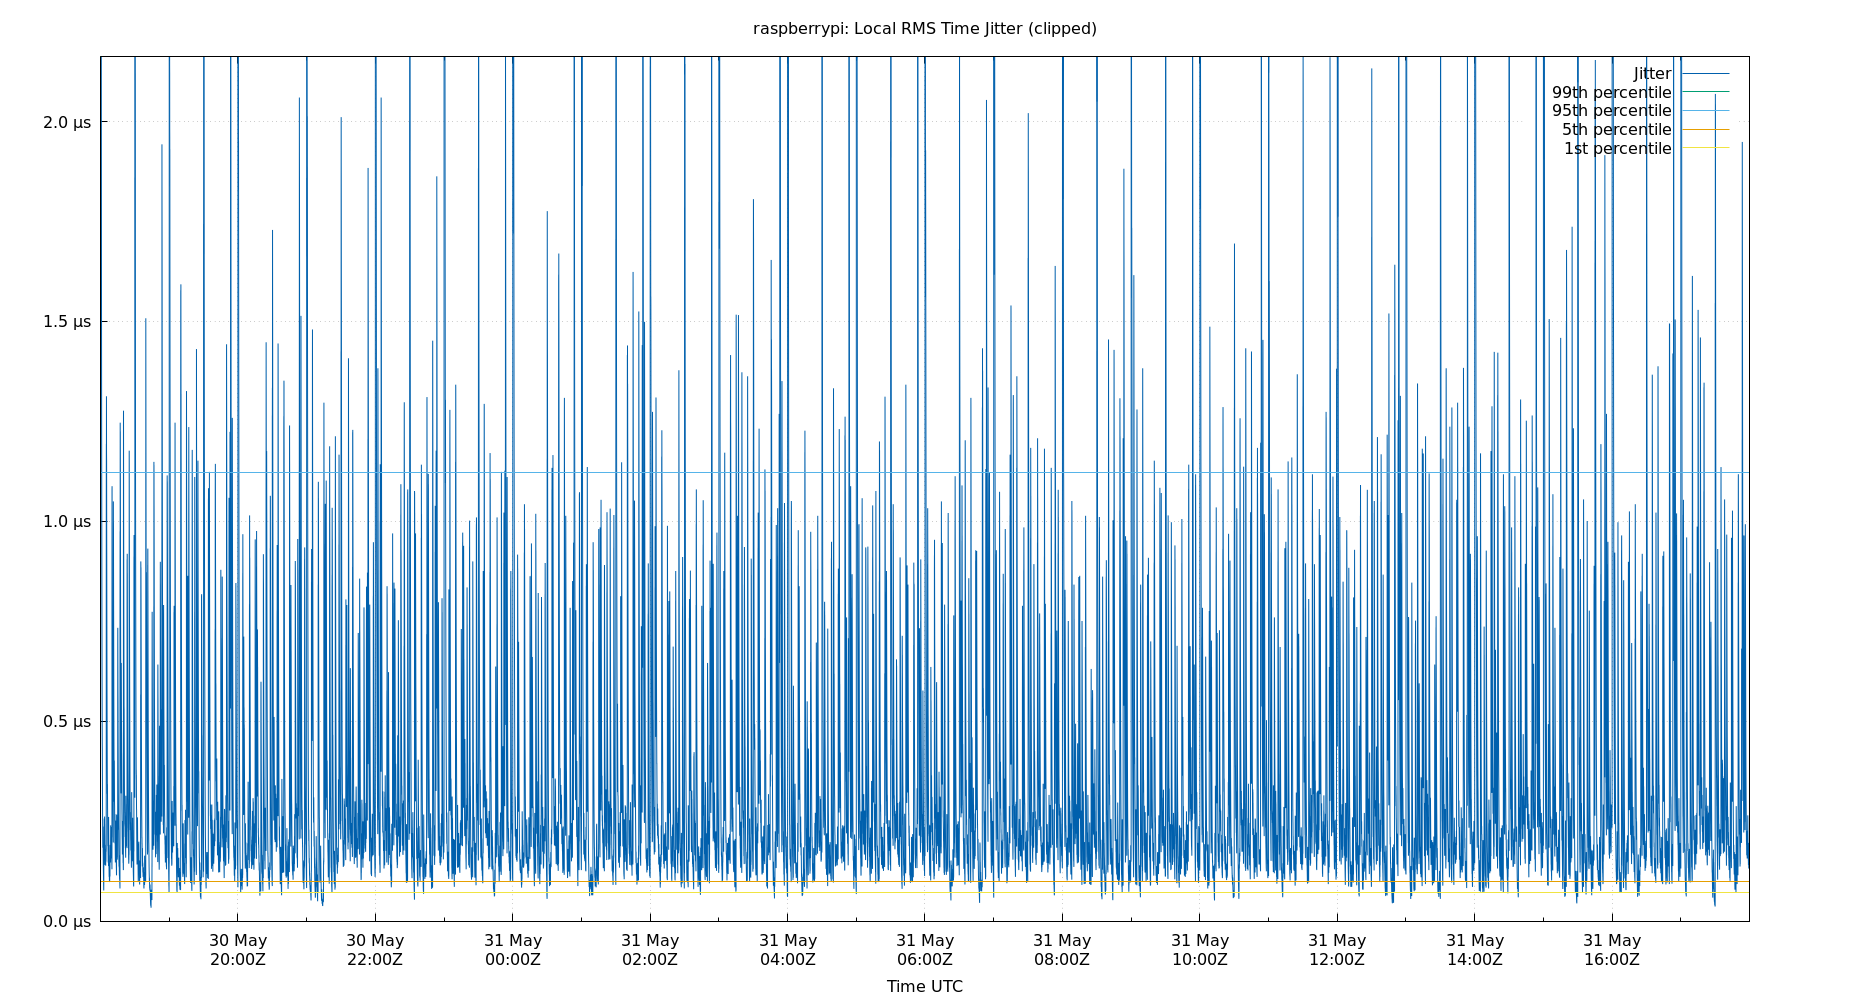 raspberrypi: Local RMS Time Jitter (clipped)
Jitter
99th percentile
95th percentile
5th percentile
1st percentile
2.0 µs
1.5 µs
1.0 µs
0.5 µs
0.0 µs
30 May 30 May 31 May 31 May 31 May 31 May 31 May 31 May 31 May 31 May 31 May
20:00Z 22:00Z 00:00Z 02:00Z 04:00Z 06:00Z 08:00Z 10:00Z 12:00Z 14:00Z 16:00Z
Time UTC